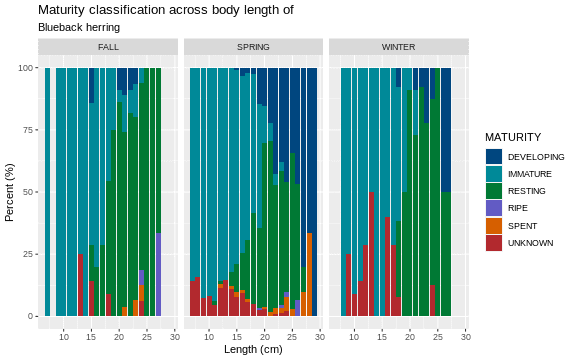 Maturity classification across body length of
Blueback herring
FALL
SPRING
WINTER
100
75
50
25
0
Percent (%)
10 15 20 25 30
10 15 20 25 30
10 15 20 25 30
Length (cm)
MATURITY
DEVELOPING
IMMATURE
RESTING
RIPE
SPENT
UNKNOWN